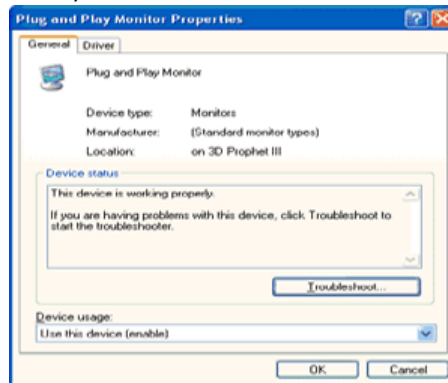 Plug and Play Monitor Properties
General Driver
Plug and Play Monitor
Device type: Monitors
Manufacturer: (Standard monitor types)
Location: on 3D Prophet III
Device status
This device is working properly.
If you are having problems with this device, click Troubleshoot to
start the troubleshooter.
Troubleshoot...
Device usage:
Use this device (enable)
OK Cancel